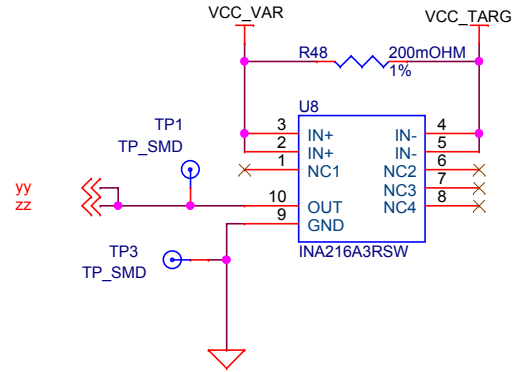 VCC_VAR
VCC_TARG
R48
200mOHM
1%
U8
TP1
TP_SMD
3 IN+ IN- 4
2 IN+ IN- 5
1 NC1 NC2 6
NC3 7
yy
10 OUT NC4 8
zz
9 GND
TP3
TP_SMD
INA216A3RSW